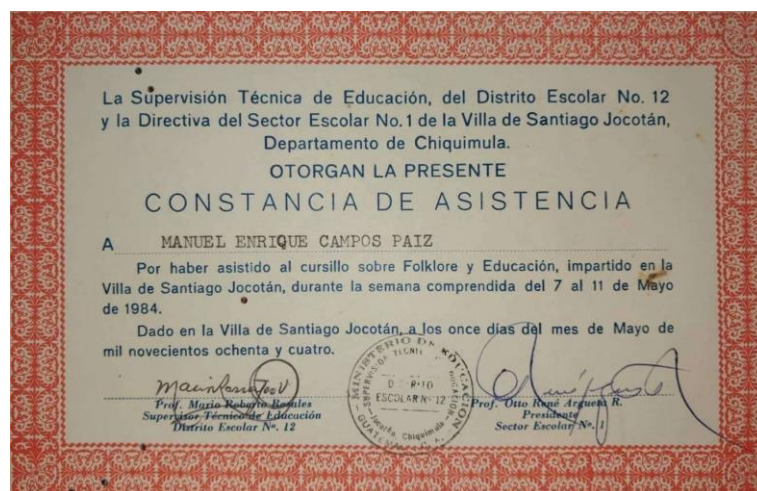 La Supervisión Técnica de Educación, del Distrito Escolar No. 12
y la Directiva del Sector Escolar No. 1 de la Villa de Santiago Jocotán,
Departamento de Chiquimula.
OTORGAN LA PRESENTE
CONSTANCIA DE ASISTENCIA
A MANUEL ENRIQUE CAMPOS PAIZ
Por haber asistido al cursillo sobre Folklore y Educación, impartido en la
Villa de Santiago Jocotán, durante la semana comprendida del 7 al 11 de Mayo
de 1984.
Dado en la Villa de Santiago Jocotán, a los once días del mes de Mayo de
mil novecientos ochenta y cuatro.
Prof. Mario Roberto Rosales
Supervisor Técnico de Educación
Distrito Escolar Nº. 12
MINISTERIO DE EDUCACION
SUPERVISION
ESCOLAR Nº 12
Jocotán, Chiquimula
GUATEMALA, C. A.
Prof. Otto René Argueta R.
Presidente
Sector Escolar Nº. 1